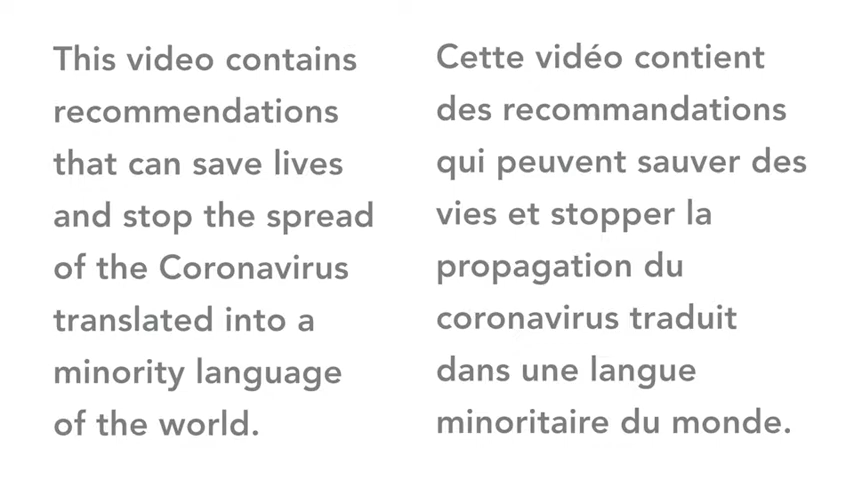 This video contains
recommendations
that can save lives
and stop the spread
of the Coronavirus
translated into a
minority language
of the world.
Cette vidéo contient
des recommandations
qui peuvent sauver des
vies et stopper la
propagation du
coronavirus traduit
dans une langue
minoritaire du monde.